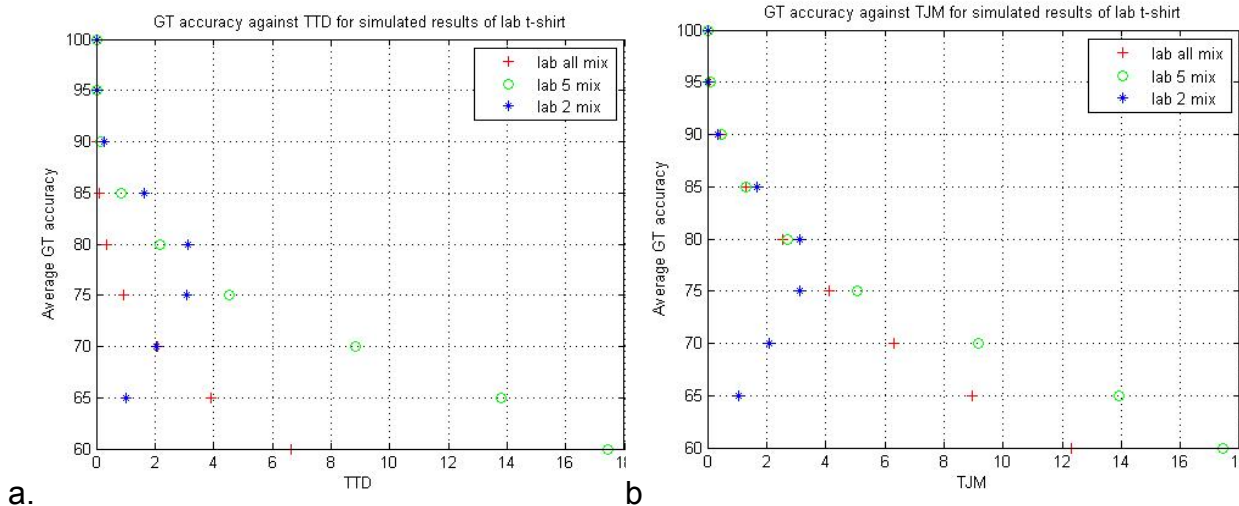 GT accuracy against TTD for simulated results of lab t-shirt
100
95
90
85
80
75
70
65
60
Average GT accuracy
lab all mix
lab 5 mix
lab 2 mix
0 2 4 6 8 10 12 14 16 18
TTD
a.
GT accuracy against TJM for simulated results of lab t-shirt
100
95
90
85
80
75
70
65
60
Average GT accuracy
lab all mix
lab 5 mix
lab 2 mix
0 2 4 6 8 10 12 14 16 18
TJM
b